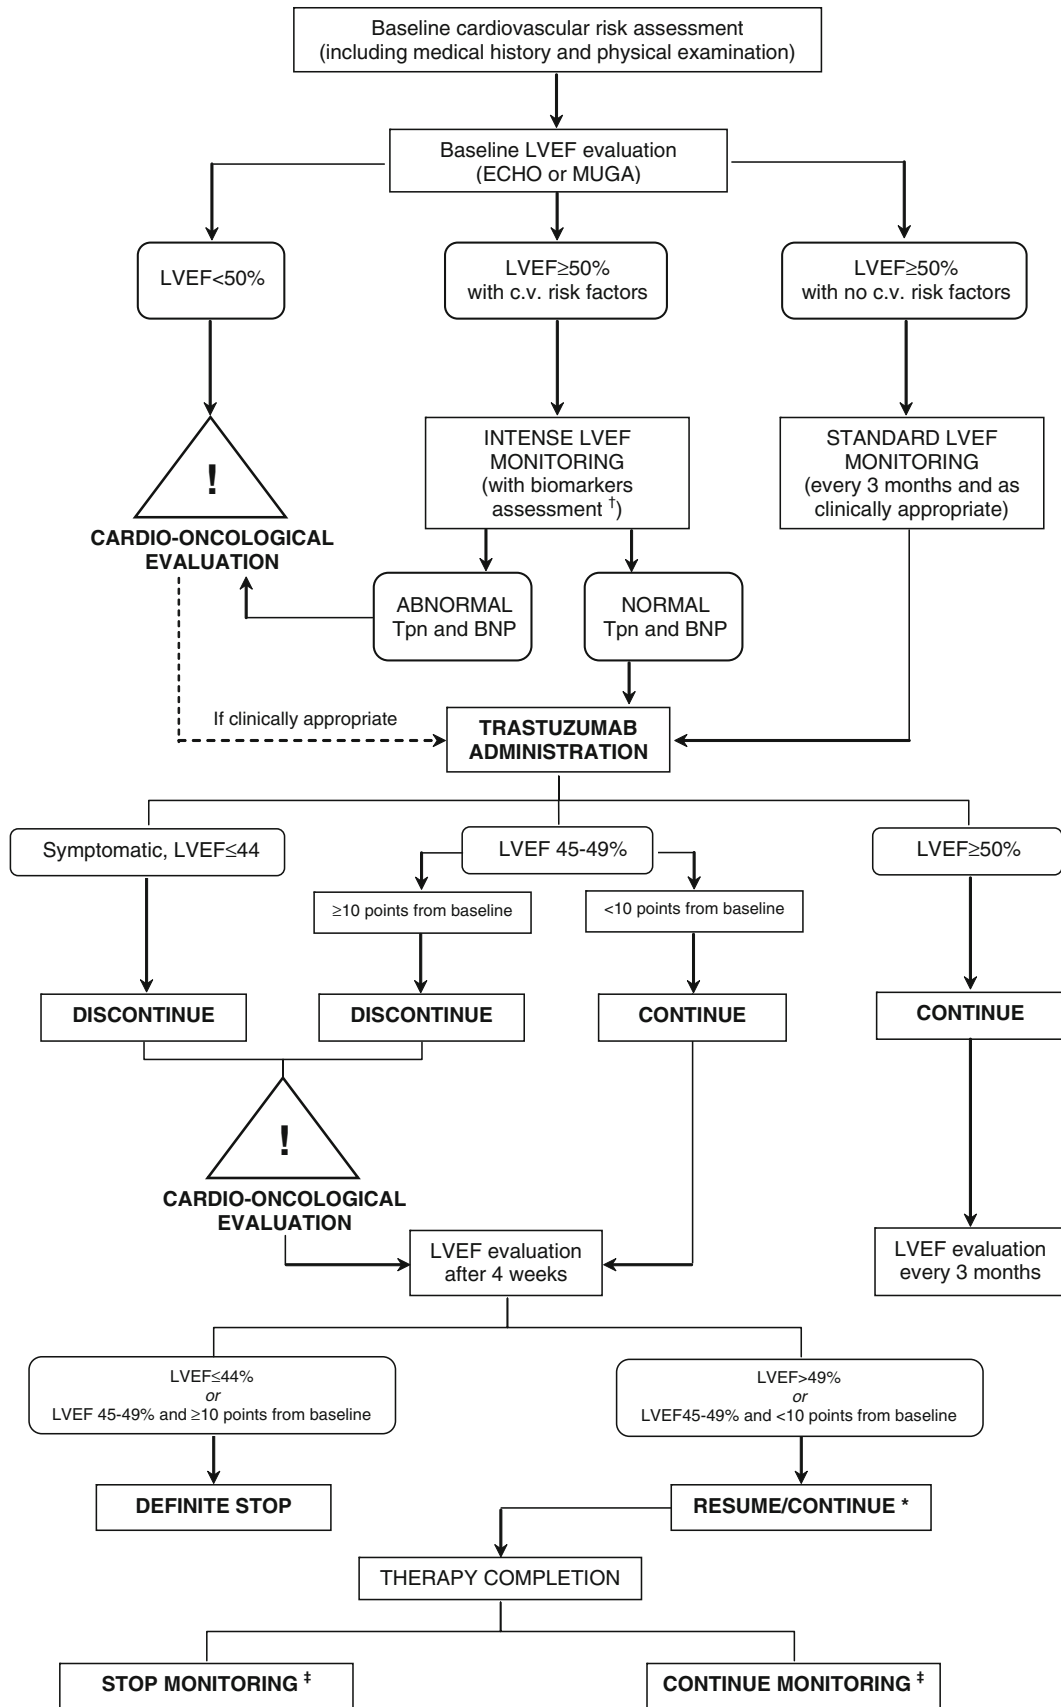 Baseline cardiovascular risk assessment
(including medical history and physical examination)
Baseline LVEF evaluation
(ECHO or MUGA)
LVEF<50%
LVEF≥50%
with c.v. risk factors
LVEF≥50%
with no c.v. risk factors
!
CARDIO-ONCOLOGICAL
EVALUATION
INTENSE LVEF
MONITORING
(with biomarkers
assessment †)
STANDARD LVEF
MONITORING
(every 3 months and as
clinically appropriate)
ABNORMAL
Tpn and BNP
NORMAL
Tpn and BNP
If clinically appropriate
TRASTUZUMAB
ADMINISTRATION
Symptomatic, LVEF≤44
LVEF 45-49%
LVEF≥50%
≥10 points from baseline
<10 points from baseline
DISCONTINUE
DISCONTINUE
CONTINUE
CONTINUE
!
CARDIO-ONCOLOGICAL
EVALUATION
LVEF evaluation
after 4 weeks
LVEF evaluation
every 3 months
LVEF≤44%
or
LVEF 45-49% and ≥10 points from baseline
LVEF>49%
or
LVEF45-49% and <10 points from baseline
DEFINITE STOP
RESUME/CONTINUE *
THERAPY COMPLETION
STOP MONITORING ‡
CONTINUE MONITORING ‡